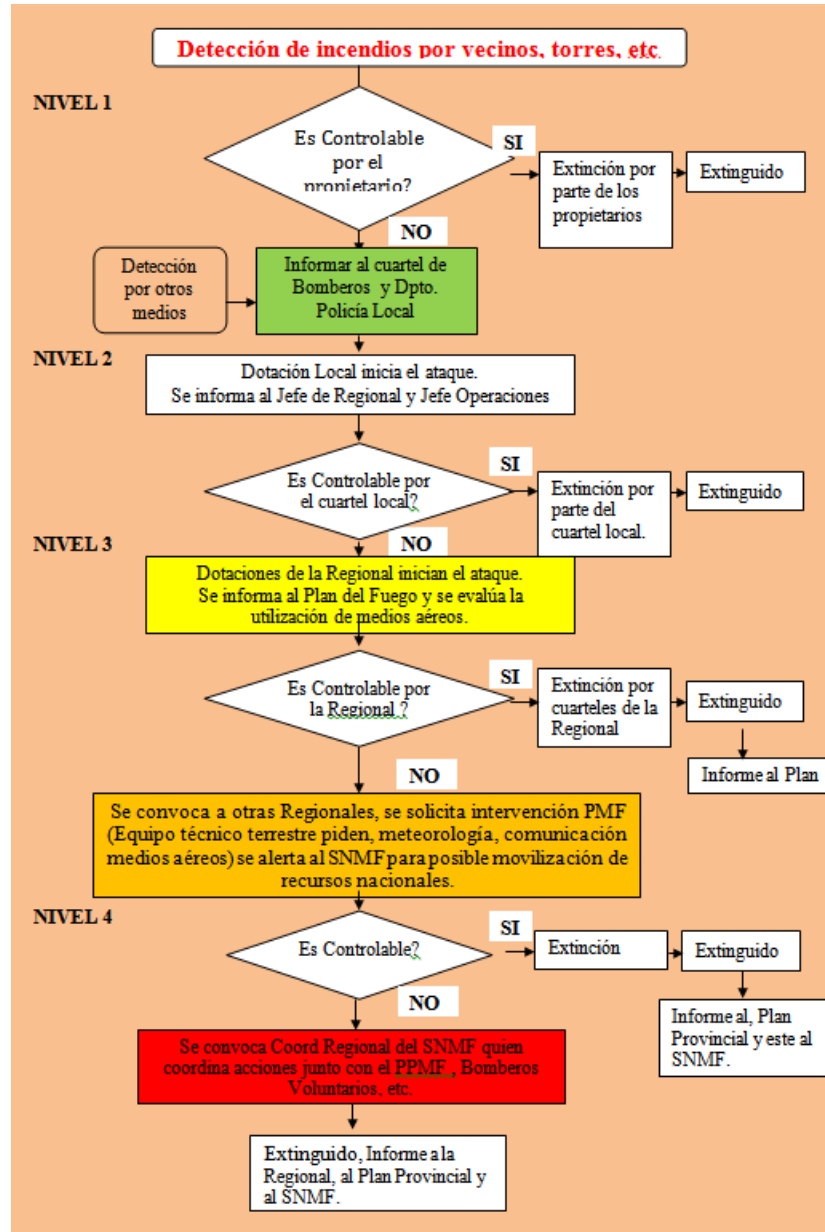 Detección de incendios por vecinos, torres, etc
NIVEL 1
Es Controlable
por el
propietario?
SI
Extinción por
parte de los
propietarios
Extinguido
NO
Detección
por otros
medios
Informar al cuartel de
Bomberos y Dpto.
Policía Local
NIVEL 2
Dotación Local inicia el ataque.
Se informa al Jefe de Regional y Jefe Operaciones
Es Controlable por
el cuartel local?
SI
Extinción por
parte del
cuartel local.
Extinguido
NO
NIVEL 3
Dotaciones de la Regional inician el ataque.
Se informa al Plan del Fuego y se evalúa la
utilización de medios aéreos.
Es Controlable por
la Regional ?
SI
Extinción por
cuarteles de la
Regional
Extinguido
Informe al Plan
NO
Se convoca a otras Regionales, se solicita intervención PMF
(Equipo técnico terrestre piden, meteorología, comunicación
medios aéreos) se alerta al SNMF para posible movilización de
recursos nacionales.
NIVEL 4
Es Controlable?
SI
Extinción
Extinguido
Informe al, Plan
Provincial y este al
SNMF.
NO
Se convoca Coord Regional del SNMF quien
coordina acciones junto con el PPMF , Bomberos
Voluntarios, etc.
Extinguido, Informe a la
Regional, al Plan Provincial y
al SNMF.